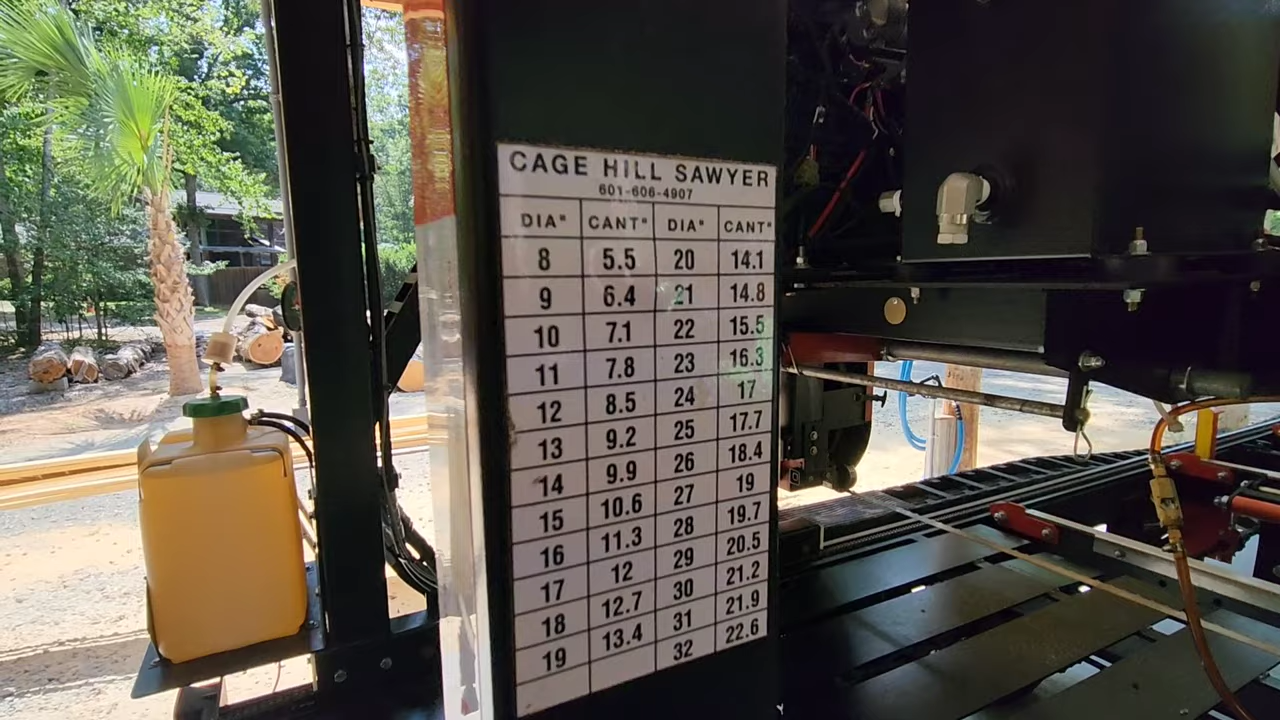 CAGE HILL SAWYER
601-606-4907
DIA" CANT" DIA" CANT"
8 5.5 20 14.1
9 6.4 21 14.8
10 7.1 22 15.5
11 7.8 23 16.3
12 8.5 24 17
13 9.2 25 17.7
14 9.9 26 18.4
15 10.6 27 19
16 11.3 28 19.7
17 12 29 20.5
18 12.7 30 21.2
19 13.4 31 21.9
32 22.6